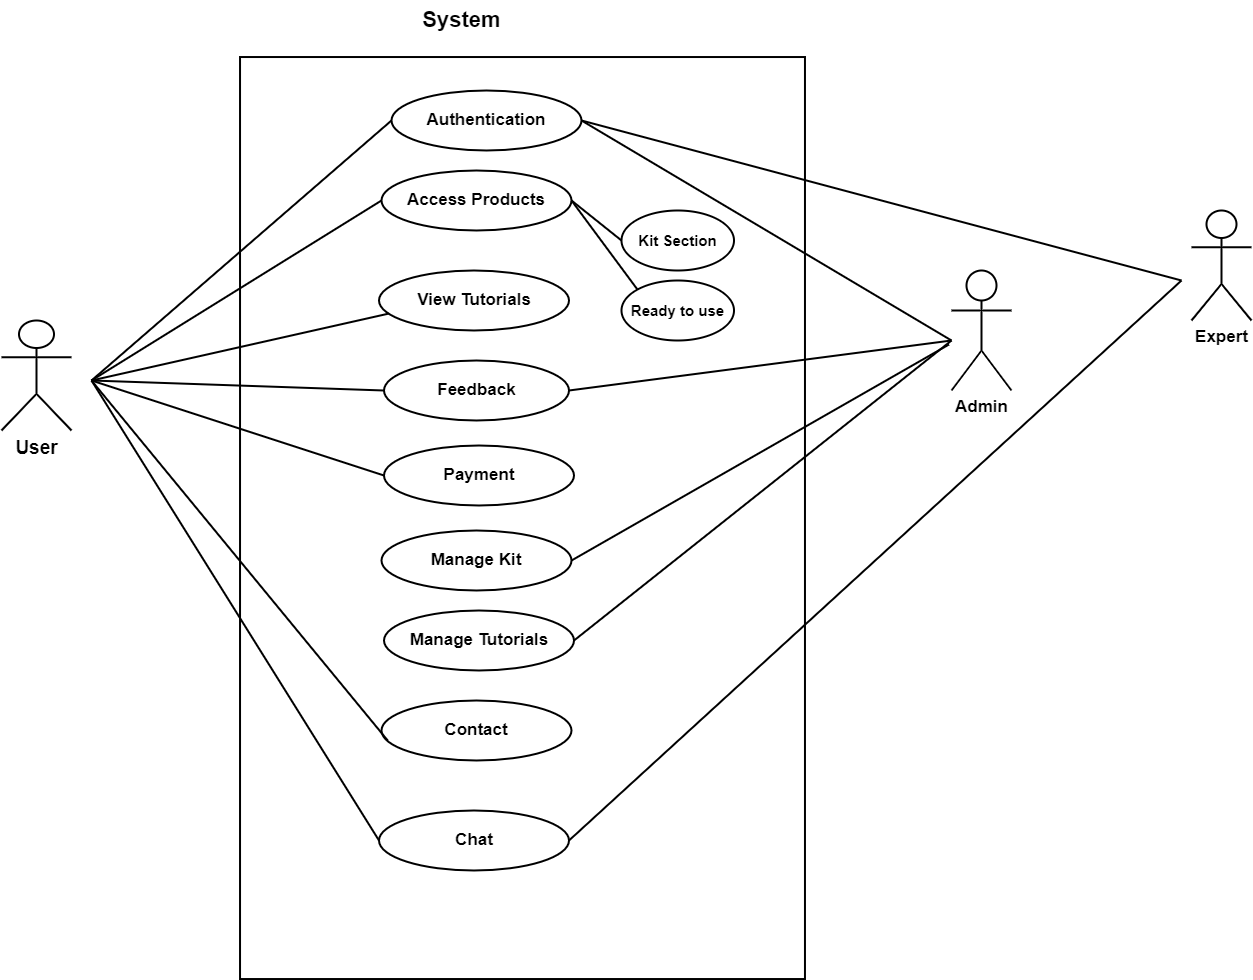 System
Authentication
Access Products
Kit Section
View Tutorials
Ready to use
Expert
Feedback
Admin
User
Payment
Manage Kit
Manage Tutorials
Contact
Chat